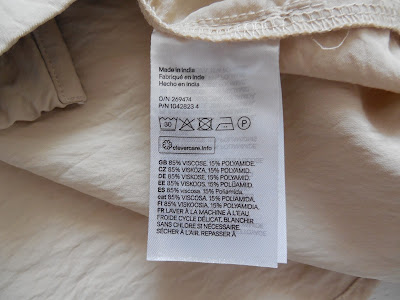 Made in India
Fabriqué en Inde
Hecho en India
O/N 269474
P/N 1042823 4
30
P
clevercare.info
GB 85% VISCOSE, 15% POLYAMIDE.
CZ 85% VISKÓZA, 15% POLYAMID.
DE 85% VISKOSE, 15% POLYAMID.
EE 85% VISKOOS, 15% POLÜAMIID.
ES 85% viscosa, 15% Poliamida.
cat 85% VISCOSA, 15% POLIAMIDA.
FI 85% VISKOOSI, 15% POLYAMIDIA.
FR LAVER À LA MACHINE À L'EAU
FROIDE CYCLE DÉLICAT, BLANCHIR
SANS CHLORE SI NÉCESSAIRE
SÉCHER À L'AIR, REPASSER À